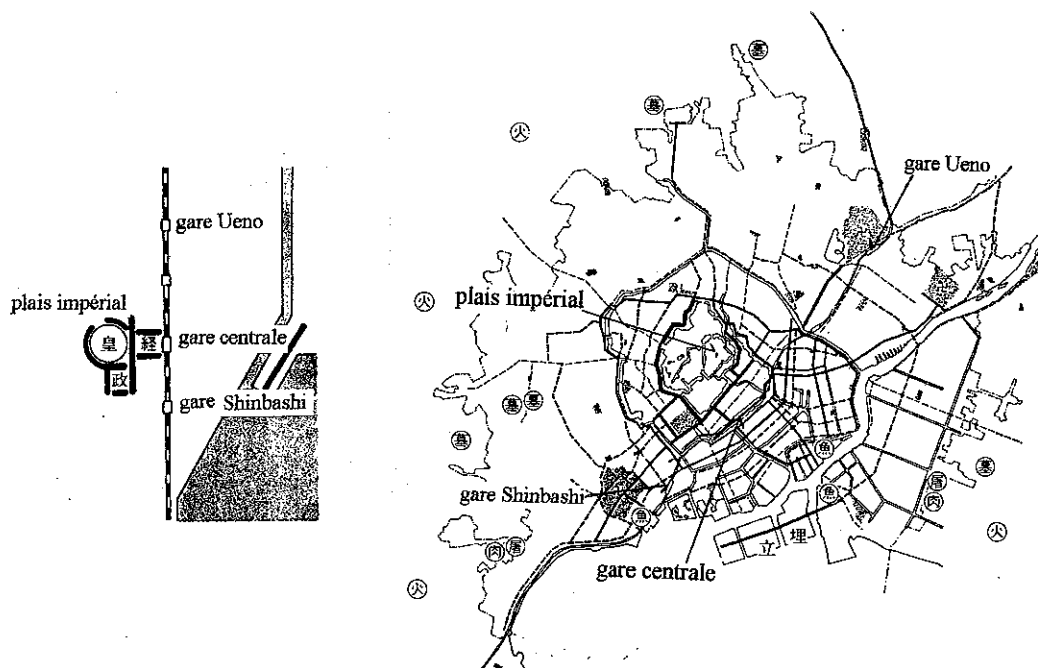 gare Ueno
plais impérial
皇
経
gare centrale
政
gare Shinbashi
墓
墓
火
gare Ueno
火
plais impérial
墓
墓
墓
魚
墓
屠
肉
gare Shinbashi
魚
魚
立
埋
火
肉
屠
gare centrale
火